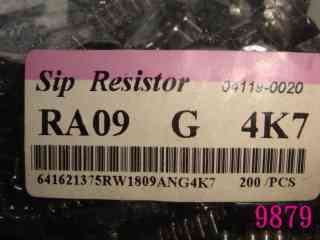 Sip Resistor 04119-0020
RA09 G 4K7
641621375RW1809ANG4K7 200/PCS
9879